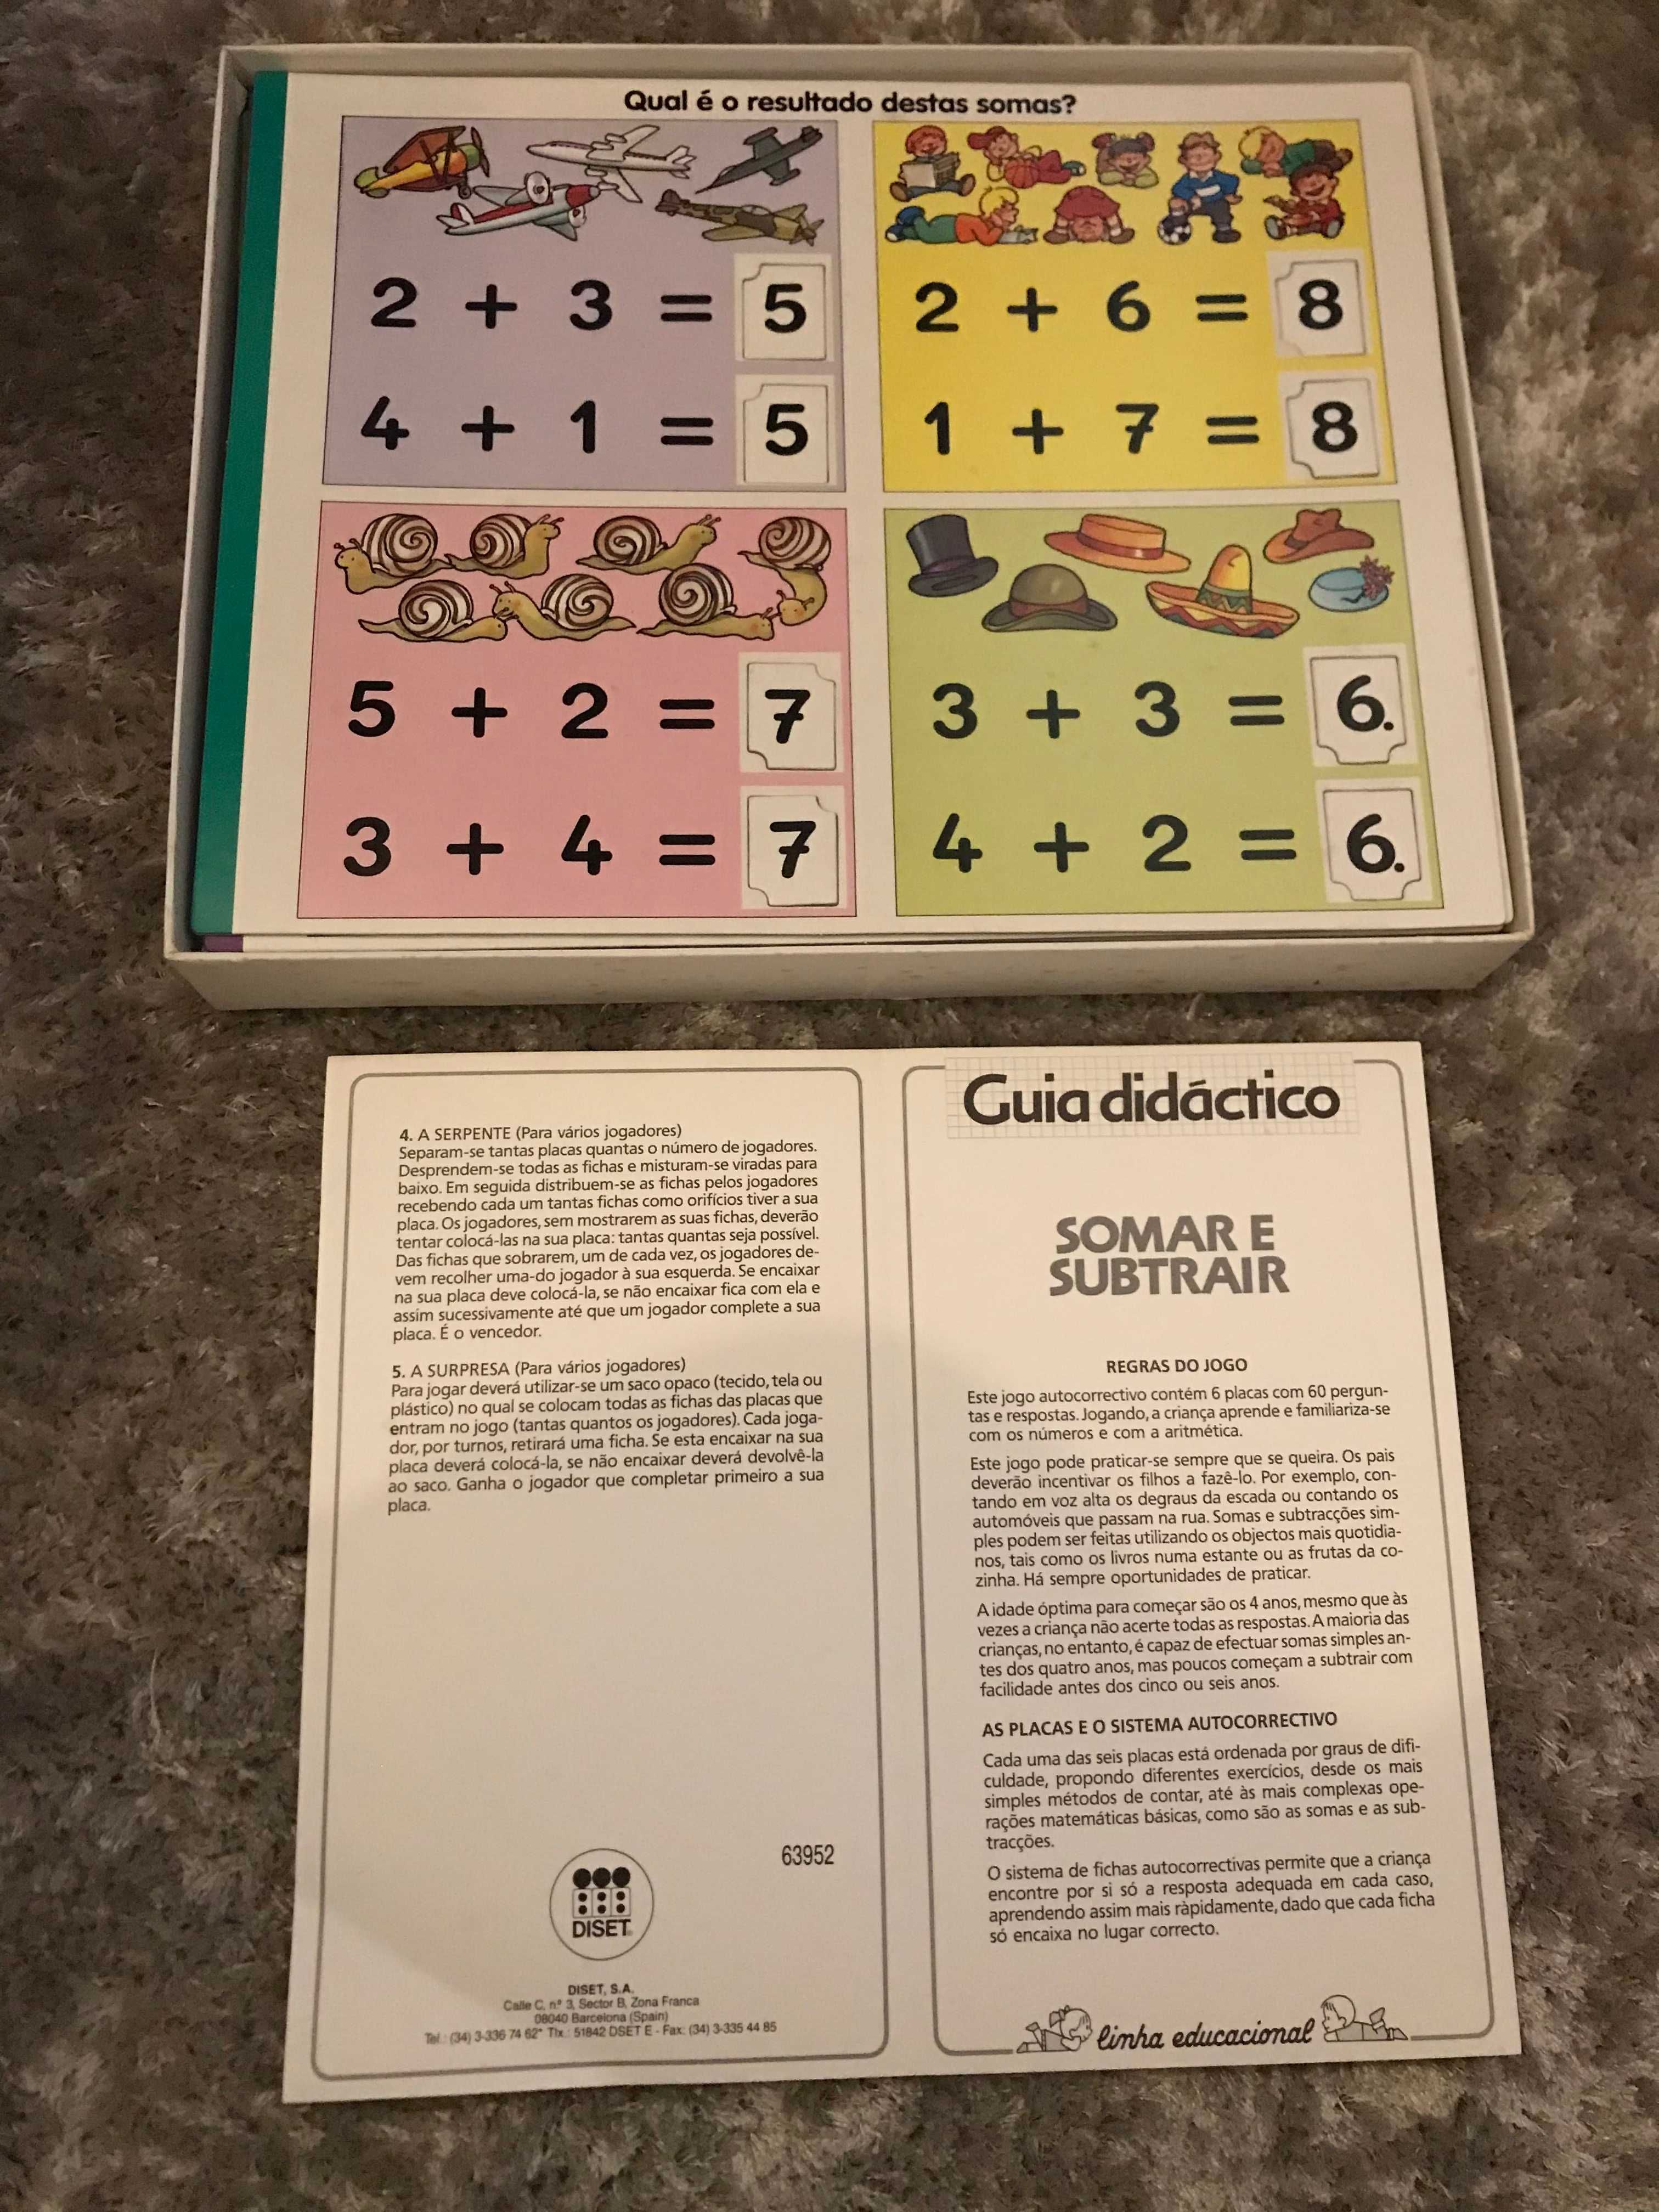 Qual é o resultado destas somas?
2 + 3 = 5
4 + 1 = 5
2 + 6 = 8
1 + 7 = 8
5 + 2 = 7
3 + 4 = 7
3 + 3 = 6.
4 + 2 = 6.
4. A SERPENTE (Para vários jogadores)
Separam-se tantas placas quantas o número de jogadores.
Desprendem-se todas as fichas e misturam-se viradas para
baixo. Em seguida distribuem-se as fichas pelos jogadores
recebendo cada um tantas fichas como orifícios tiver a sua
placa. Os jogadores, sem mostrarem as suas fichas, deverão
tentar colocá-las na sua placa: tantas quantas seja possível.
Das fichas que sobrarem, um de cada vez, os jogadores de-
vem recolher uma-do jogador à sua esquerda. Se encaixar
na sua placa deve colocá-la, se não encaixar fica com ela e
assim sucessivamente até que um jogador complete a sua
placa. É o vencedor.
5. A SURPRESA (Para vários jogadores)
Para jogar deverá utilizar-se um saco opaco (tecido, tela ou
plástico) no qual se colocam todas as fichas das placas que
entram no jogo (tantas quantos os jogadores). Cada joga-
dor, por turnos, retirará uma ficha. Se esta encaixar na sua
placa deverá colocá-la, se não encaixar deverá devolvê-la
ao saco. Ganha o jogador que completar primeiro a sua
placa.
63952
DISET
DISET, S.A.
Calle C, nº 3, Sector B, Zona Franca
08040 Barcelona (Spain)
Tel.: (34) 3-336 74 62* Tlx.: 51842 DSET E - Fax: (34) 3-335 44 85
Guia didáctico
SOMAR E
SUBTRAIR
REGRAS DO JOGO
Este jogo autocorrectivo contém 6 placas com 60 pergun-
tas e respostas. Jogando, a criança aprende e familiariza-se
com os números e com a aritmética.
Este jogo pode praticar-se sempre que se queira. Os pais
deverão incentivar os filhos a fazê-lo. Por exemplo, con-
tando em voz alta os degraus da escada ou contando os
automóveis que passam na rua. Somas e subtracções sim-
ples podem ser feitas utilizando os objectos mais quotidia-
nos, tais como os livros numa estante ou as frutas da co-
zinha. Há sempre oportunidades de praticar.
A idade óptima para começar são os 4 anos, mesmo que às
vezes a criança não acerte todas as respostas. A maioria das
crianças, no entanto, é capaz de efectuar somas simples an-
tes dos quatro anos, mas poucos começam a subtrair com
facilidade antes dos cinco ou seis anos.
AS PLACAS E O SISTEMA AUTOCORRECTIVO
Cada uma das seis placas está ordenada por graus de difi-
culdade, propondo diferentes exercícios, desde os mais
simples métodos de contar, até às mais complexas ope-
rações matemáticas básicas, como são as somas e as sub-
tracções.
O sistema de fichas autocorrectivas permite que a criança
encontre por si só a resposta adequada em cada caso,
aprendendo assim mais ràpidamente, dado que cada ficha
só encaixa no lugar correcto.
linha educacional